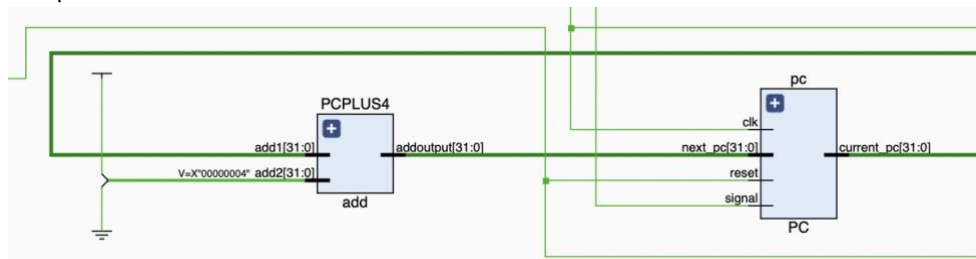 PCPLUS4
add1[31:0]
addoutput[31:0]
V=X"00000004" add2[31:0]
add
pc
clk
next_pc[31:0]
current_pc[31:0]
reset
signal
PC